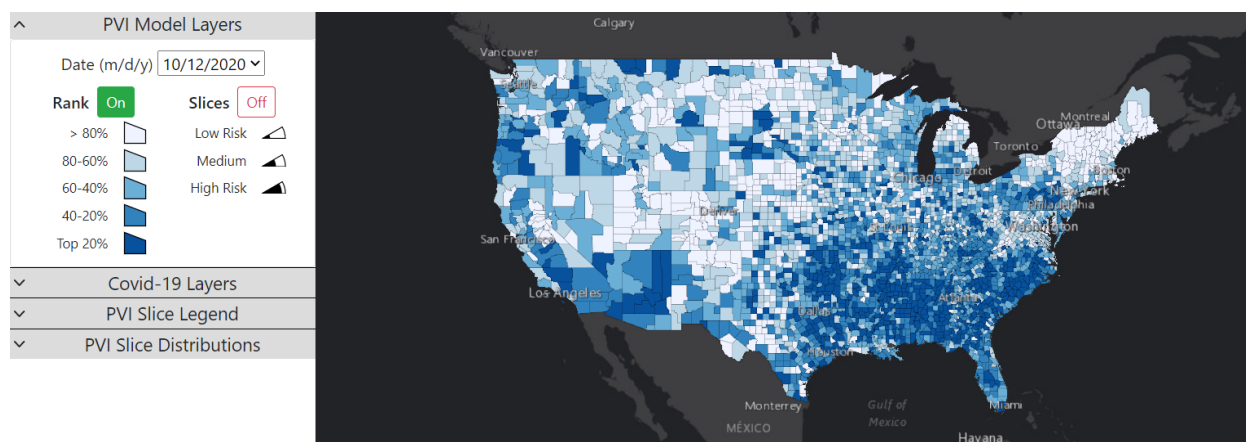 PVI Model Layers
Date (m/d/y) 10/12/2020
Rank On Slices Off
> 80% Low Risk
80-60% Medium
60-40% High Risk
40-20%
Top 20%
Covid-19 Layers
PVI Slice Legend
PVI Slice Distributions
Calgary
Vancouver
Seattle
Montreal
Ottawa
Toronto
Boston
Detroit
Chicago
New York
Philadelphia
Denver
St. Louis
Washington
San Francisco
Los Angeles
Atlanta
Dallas
Houston
Monterrey
Gulf of
Mexico
Miami
MÉXICO
Havana